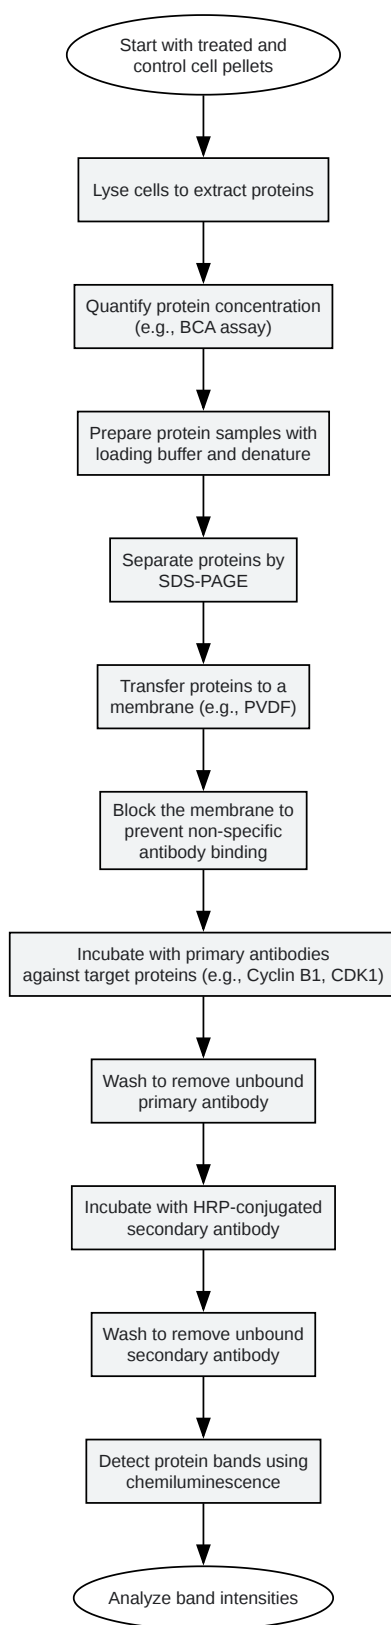 Start with treated and
control cell pellets
Lyse cells to extract proteins
Quantify protein concentration
(e.g., BCA assay)
Prepare protein samples with
loading buffer and denature
Separate proteins by
SDS-PAGE
Transfer proteins to a
membrane (e.g., PVDF)
Block the membrane to
prevent non-specific
antibody binding
Incubate with primary antibodies
against target proteins (e.g., Cyclin B1, CDK1)
Wash to remove unbound
primary antibody
Incubate with HRP-conjugated
secondary antibody
Wash to remove unbound
secondary antibody
Detect protein bands using
chemiluminescence
Analyze band intensities